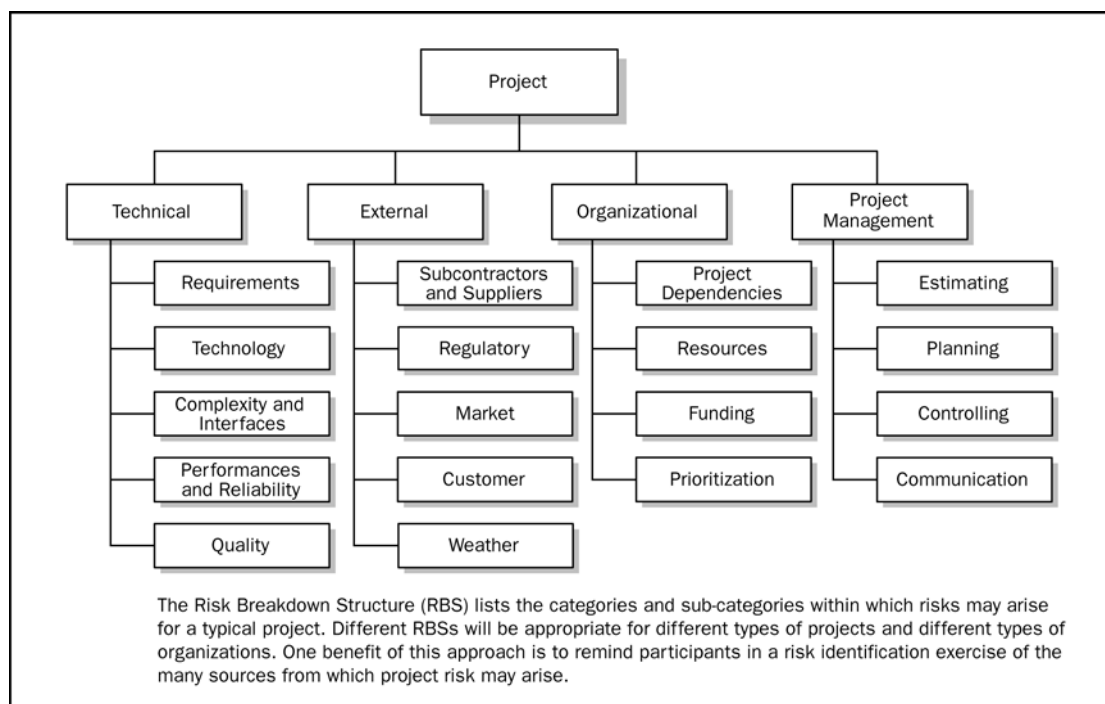 Project
Technical
External
Organizational
Project
Management
Requirements
Technology
Complexity and
Interfaces
Performances
and Reliability
Quality
Subcontractors
and Suppliers
Regulatory
Market
Customer
Weather
Project
Dependencies
Resources
Funding
Prioritization
Estimating
Planning
Controlling
Communication
The Risk Breakdown Structure (RBS) lists the categories and sub-categories within which risks may arise
for a typical project. Different RBSs will be appropriate for different types of projects and different types of
organizations. One benefit of this approach is to remind participants in a risk identification exercise of the
many sources from which project risk may arise.